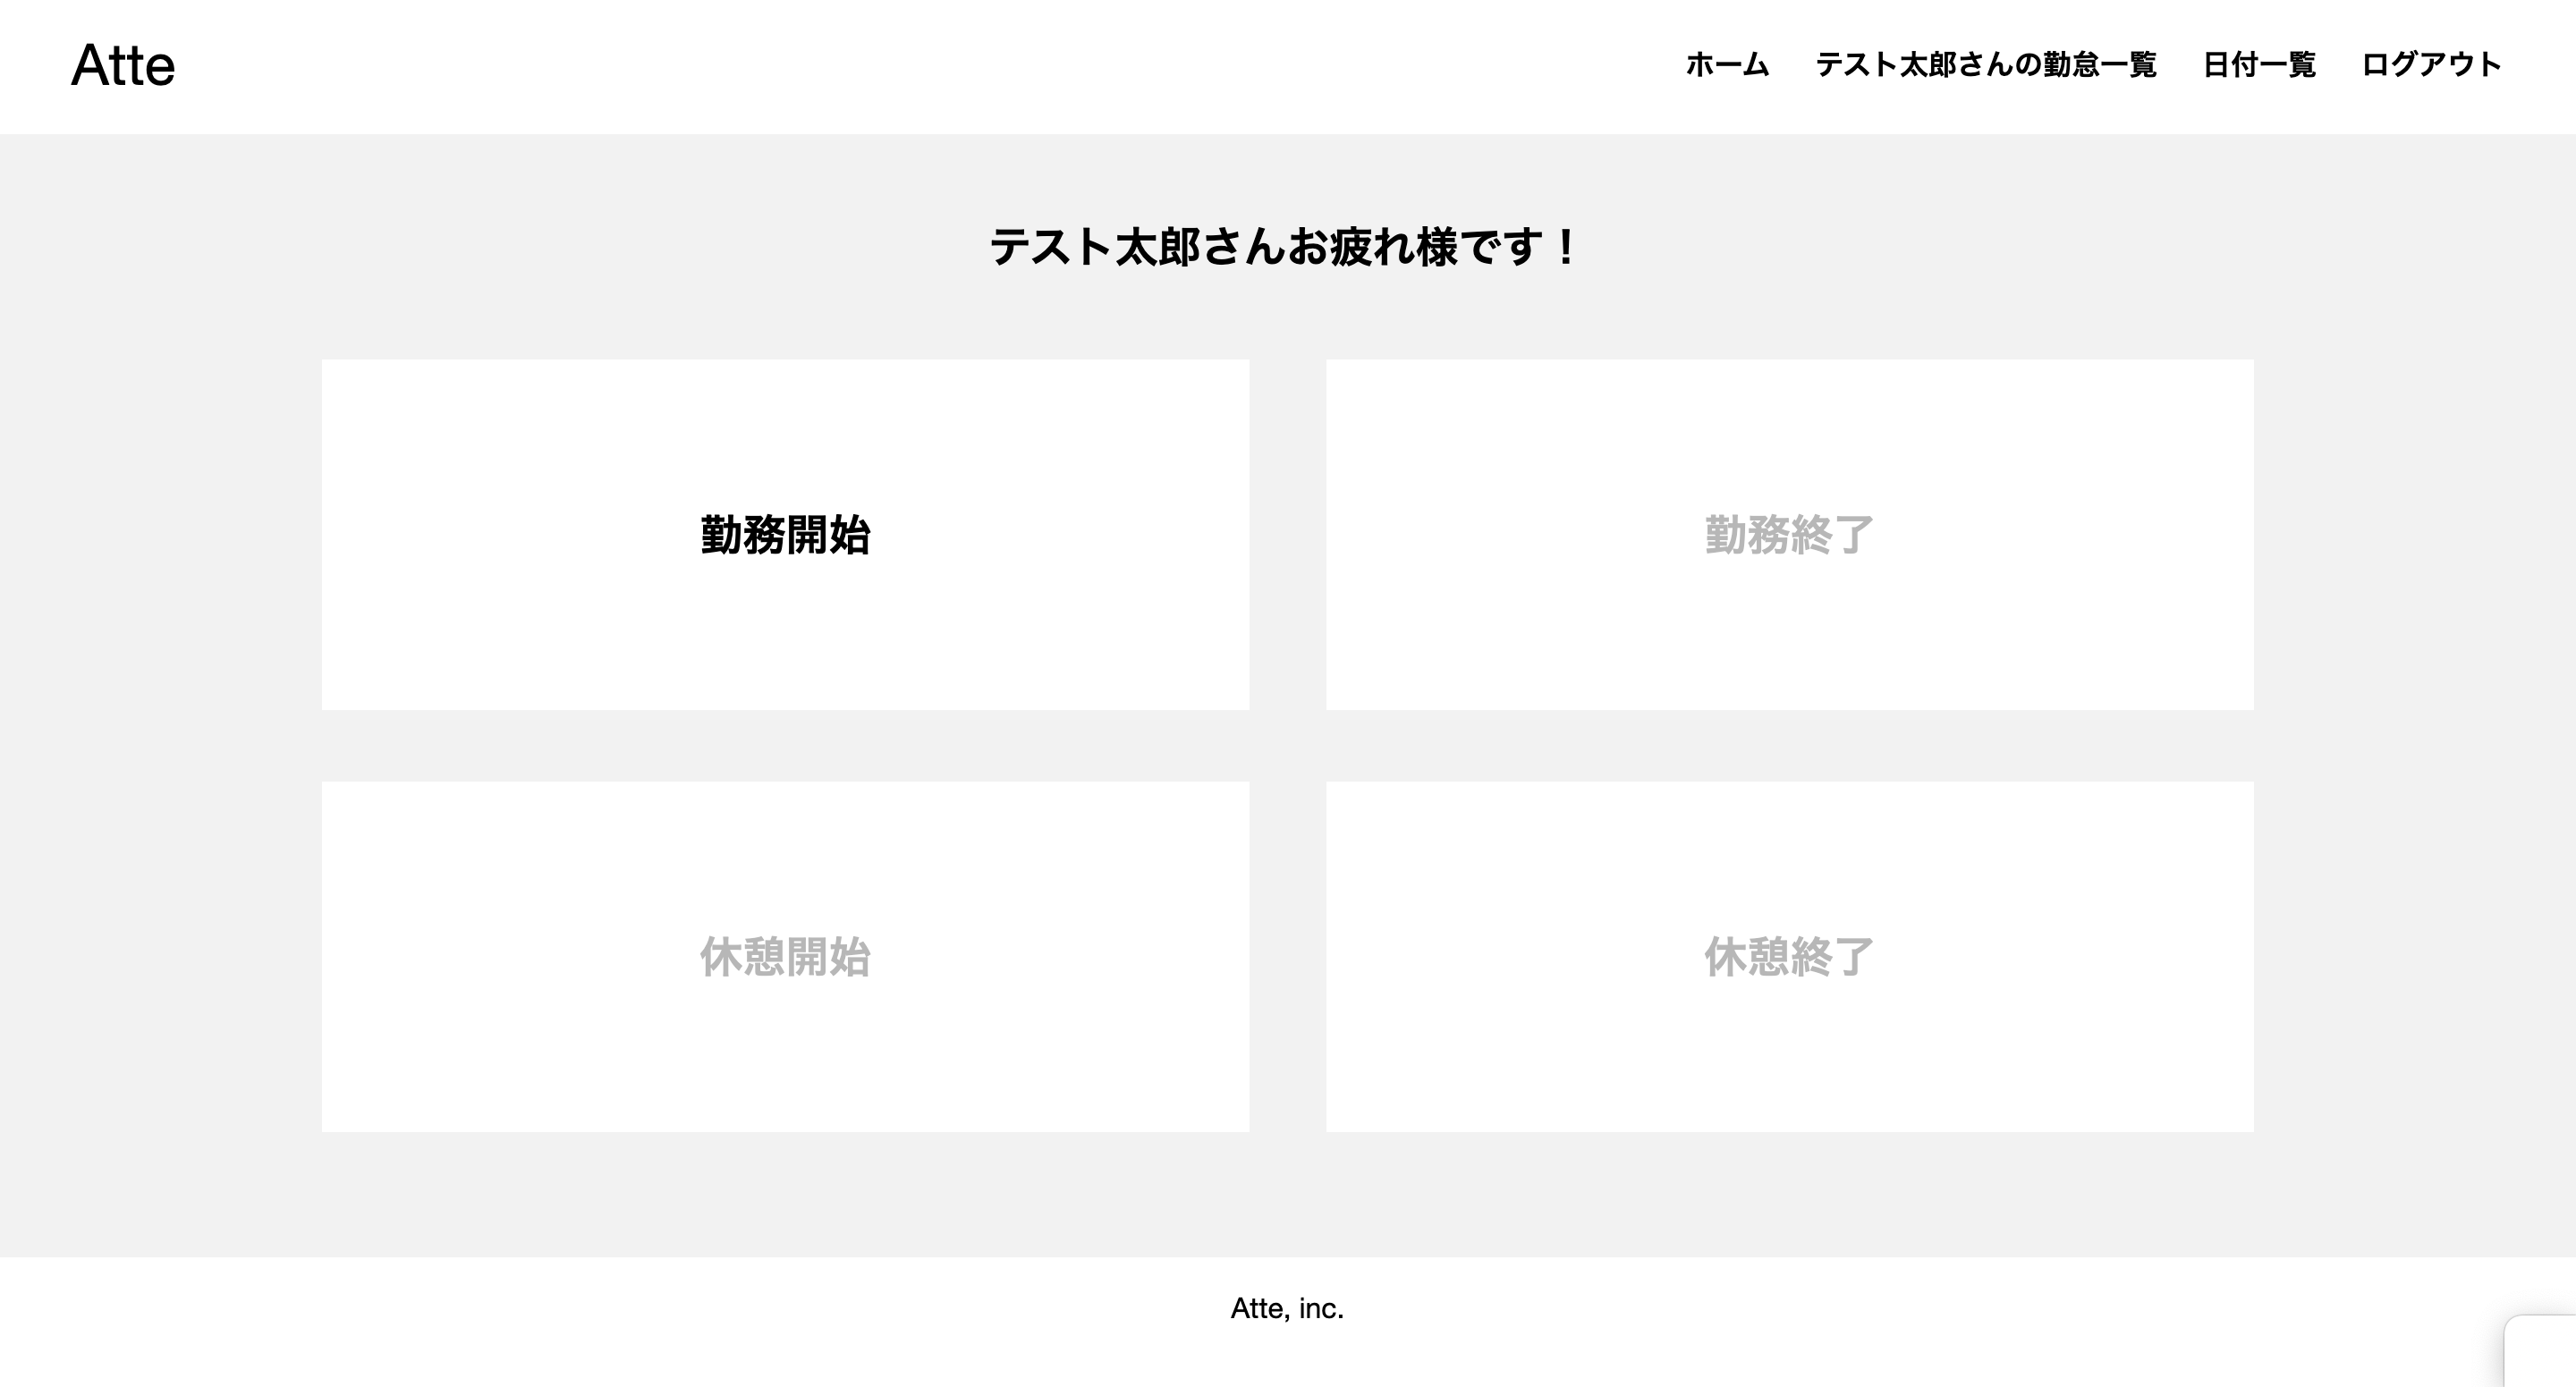 Atte
ホーム テスト太郎さんの勤怠一覧 日付一覧 ログアウト
テスト太郎さんお疲れ様です！
勤務開始 勤務終了
休憩開始 休憩終了
Atte, inc.